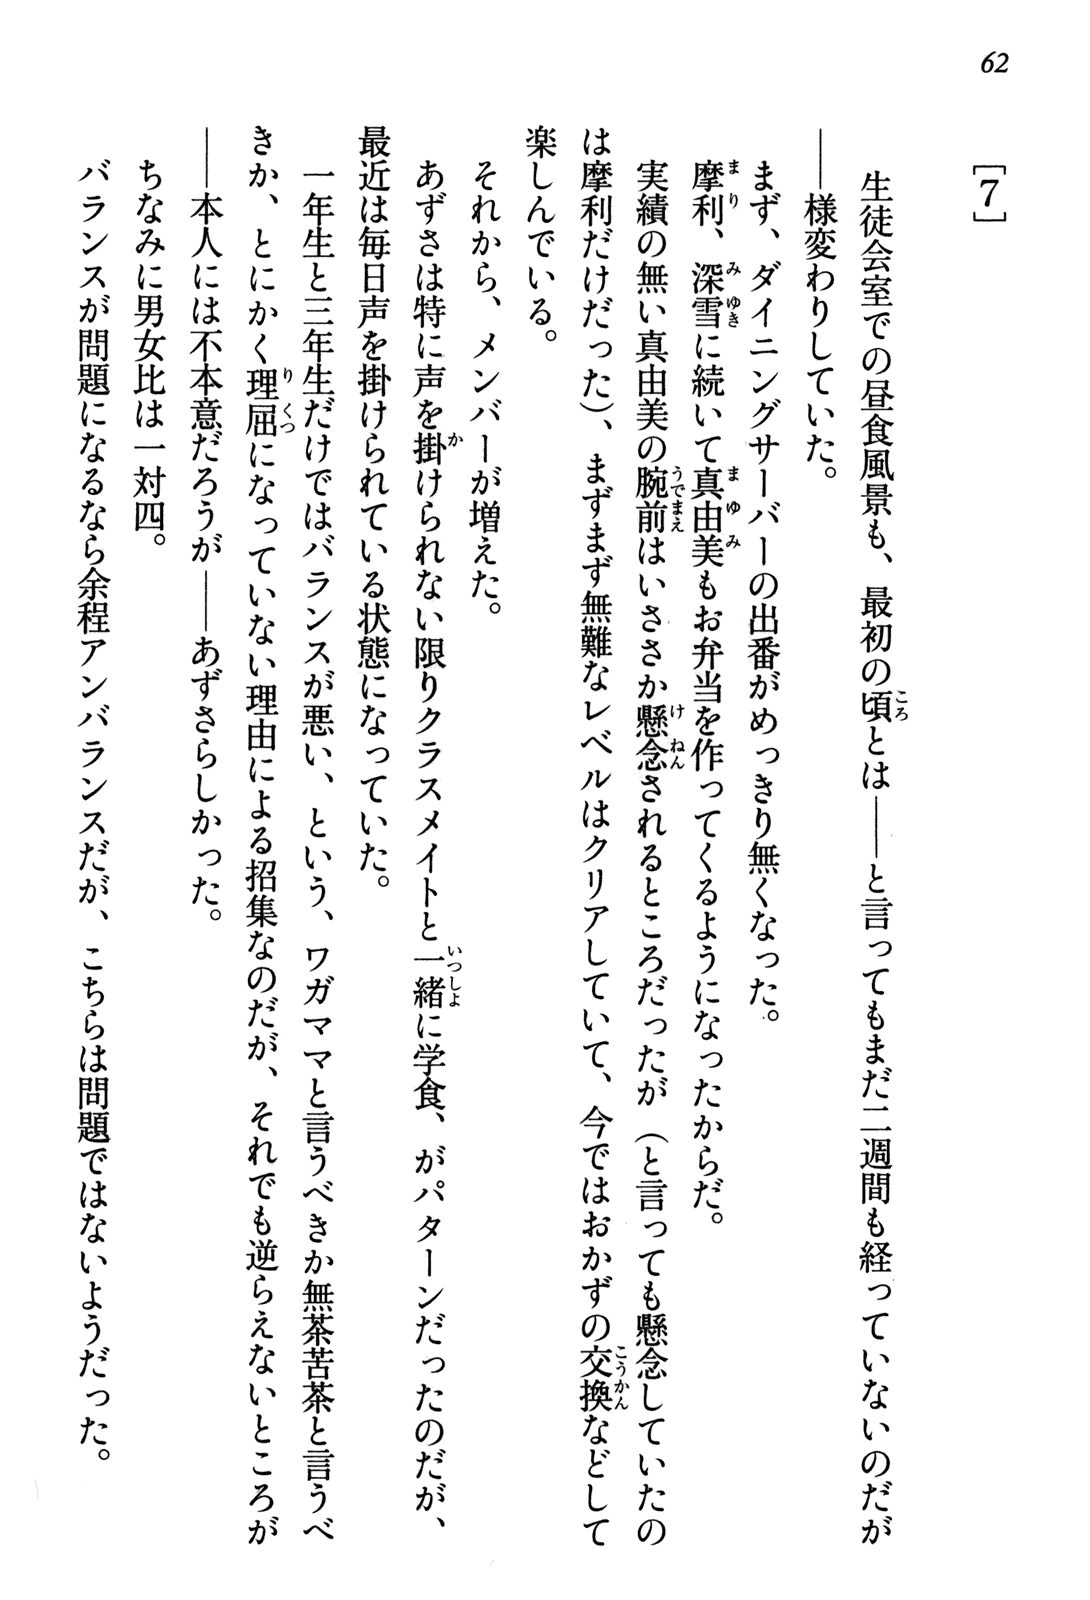 62
［7］
生徒会室での昼食風景も、最初の頃とは――と言ってもまだ二週間も経っていないのだが
――様変わりしていた。
まず、ダイニングサーバーの出番がめっきり無くなった。
摩利、深雪に続いて真由美もお弁当を作ってくるようになったからだ。
実績の無い真由美の腕前はいささか懸念されるところだったが（と言っても懸念していたの
は摩利だけだった）、まずまず無難なレベルはクリアしていて、今ではおかずの交換などして
楽しんでいる。
それから、メンバーが増えた。
あずさは特に声を掛けられない限りクラスメイトと一緒に学食、がパターンだったのだが、
最近は毎日声を掛けられている状態になっていた。
一年生と三年生だけではバランスが悪い、という、ワガママと言うべきか無茶苦茶と言うべ
きか、とにかく理屈になっていない理由による招集なのだが、それでも逆らえないところが
――本人には不本意だろうが――あずさらしかった。
ちなみに男女比は一対四。
バランスが問題になるなら余程アンバランスだが、こちらは問題ではないようだった。